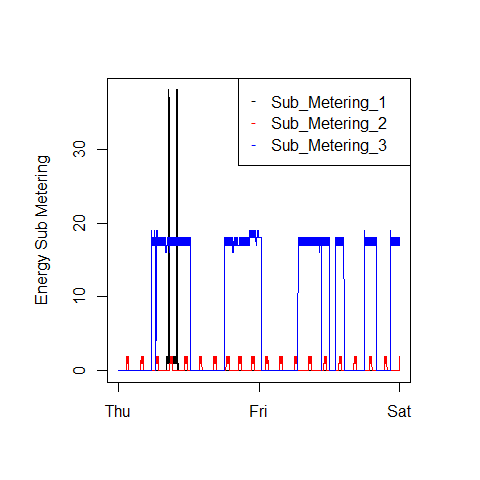 Sub_Metering_1
Sub_Metering_2
Sub_Metering_3
Energy Sub Metering
30
20
10
0
Thu
Fri
Sat